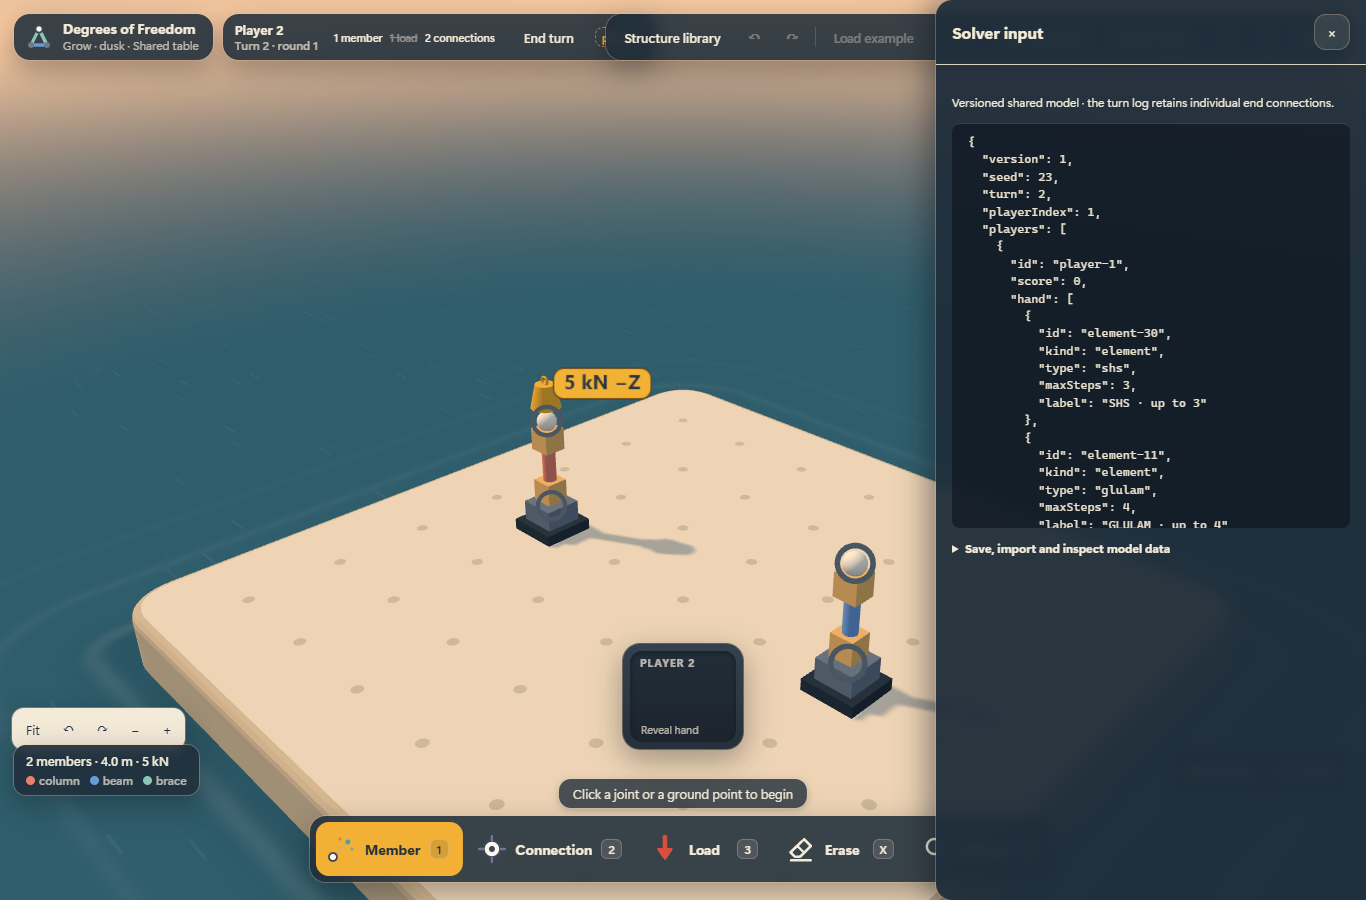 Degrees of Freedom
Grow · dusk · Shared table
Player 2
Turn 2 · round 1
1 member 1 load 2 connections
End turn
Structure library
Load example
Solver input
×
Versioned shared model · the turn log retains individual end connections.
{
"version": 1,
"seed": 23,
"turn": 2,
"playerIndex": 1,
"players": [
{
"id": "player-1",
"score": 0,
"hand": [
{
"id": "element-30",
"kind": "element",
"type": "shs",
"maxSteps": 3,
"label": "SHS · up to 3"
},
{
"id": "element-11",
"kind": "element",
"type": "glulam",
"maxSteps": 4,
"label": "GLULAM · up to 4"
Save, import and inspect model data
5 kN −Z
PLAYER 2
Reveal hand
Fit − +
2 members · 4.0 m · 5 kN
column beam brace
Click a joint or a ground point to begin
Member 1
Connection 2
Load 3
Erase X